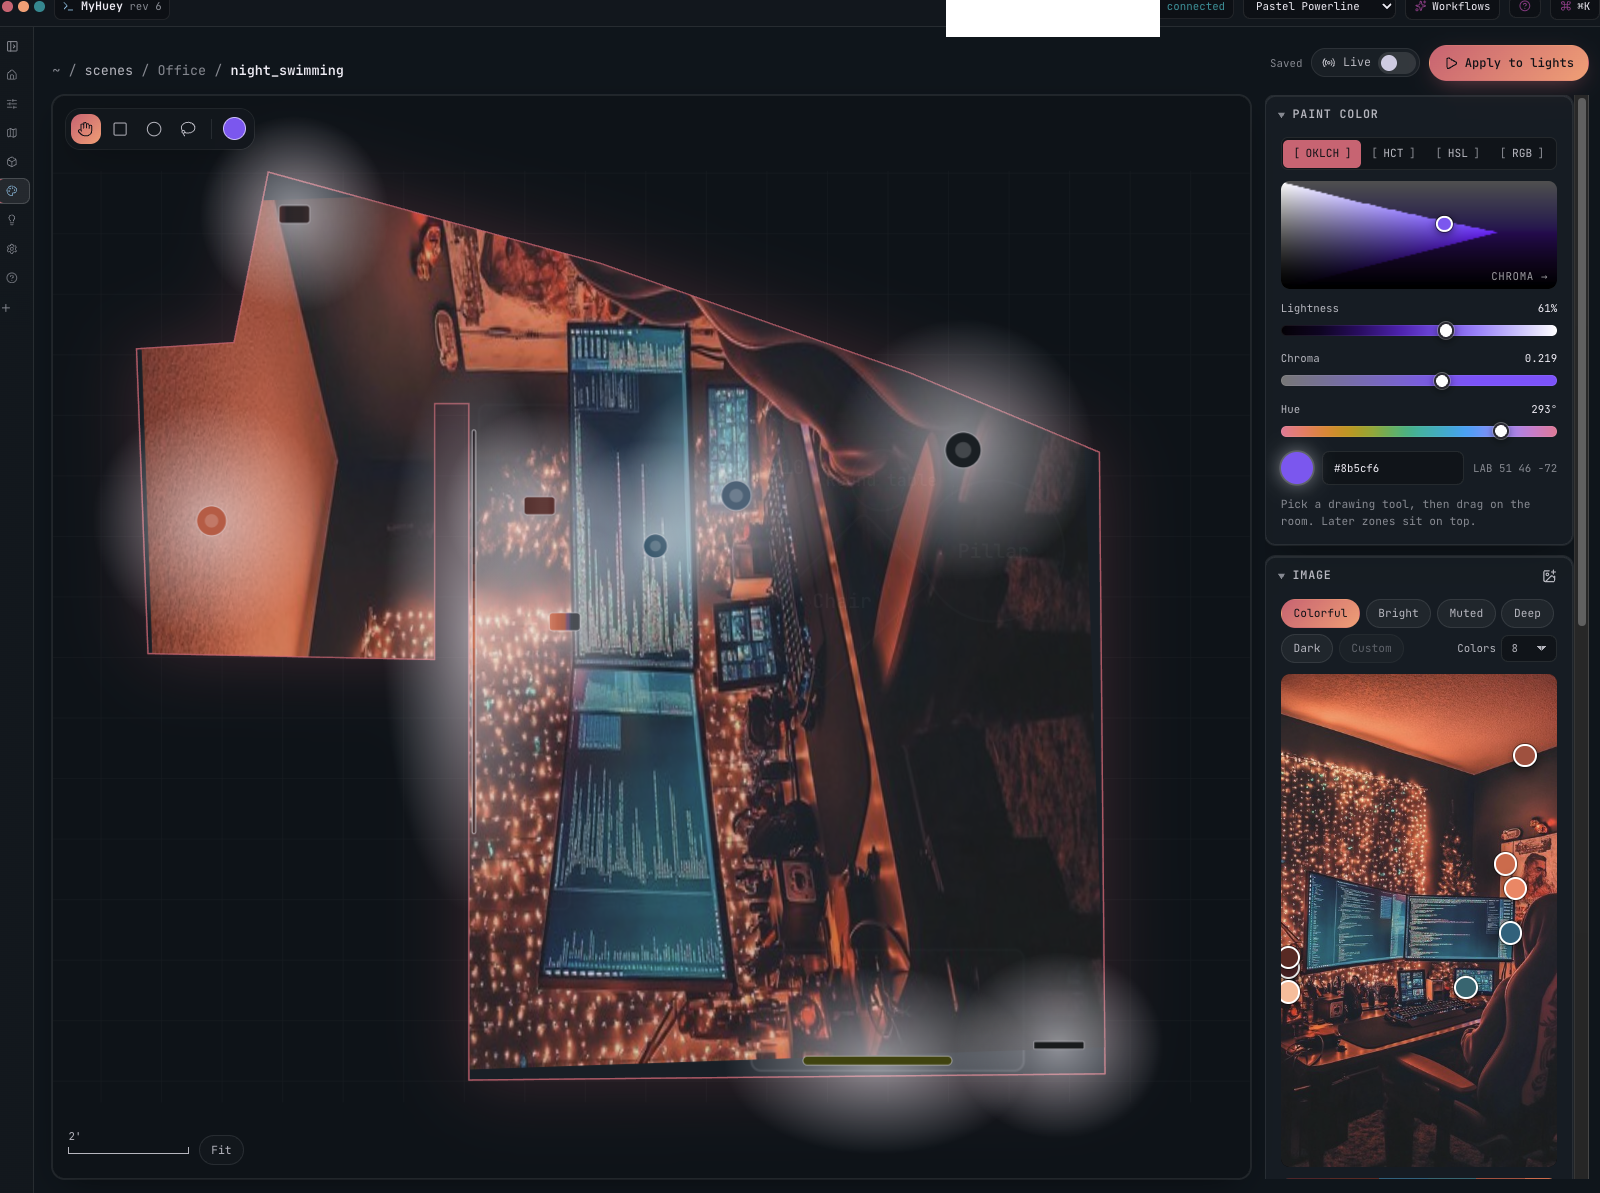 MyHuey rev 6
connected
Pastel Powerline
Workflows
⌘K
~ / scenes / Office / night_swimming
Saved
Live
Apply to lights
PAINT COLOR
[ OKLCH ] [ HCT ] [ HSL ] [ RGB ]
CHROMA →
Lightness 61%
Chroma 0.219
Hue 293°
#8b5cf6 LAB 51 46 -72
Pick a drawing tool, then drag on the
room. Later zones sit on top.
IMAGE
Colorful Bright Muted Deep
Dark Custom Colors 8
Pillar
Chair
2'
Fit